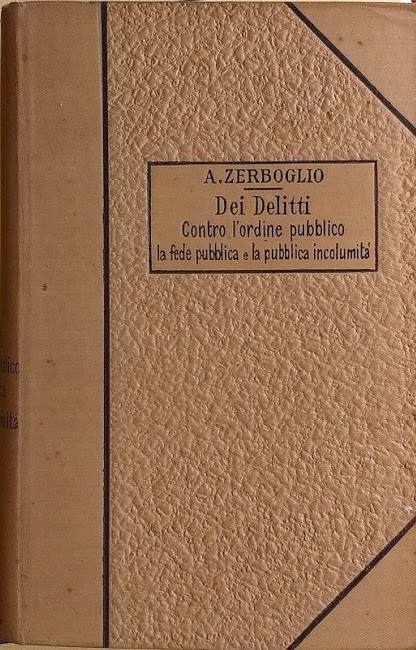 A. ZERBOGLIO
Dei Delitti
Contro l'ordine pubblico
la fede pubblica e la pubblica incolumità